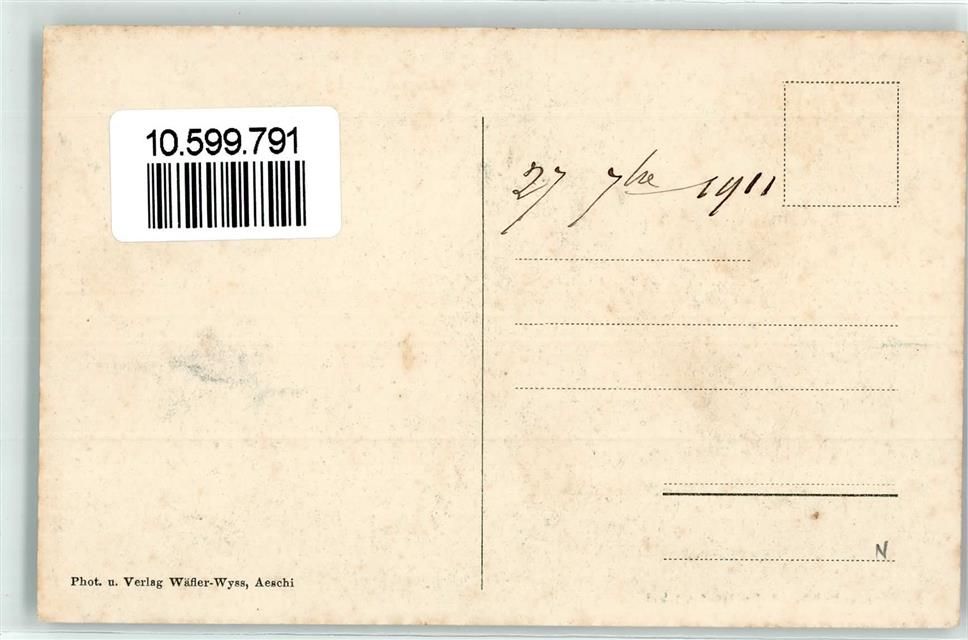 10.599.791
27 7bre 1911
N
Phot. u. Verlag Wäfler-Wyss, Aeschi